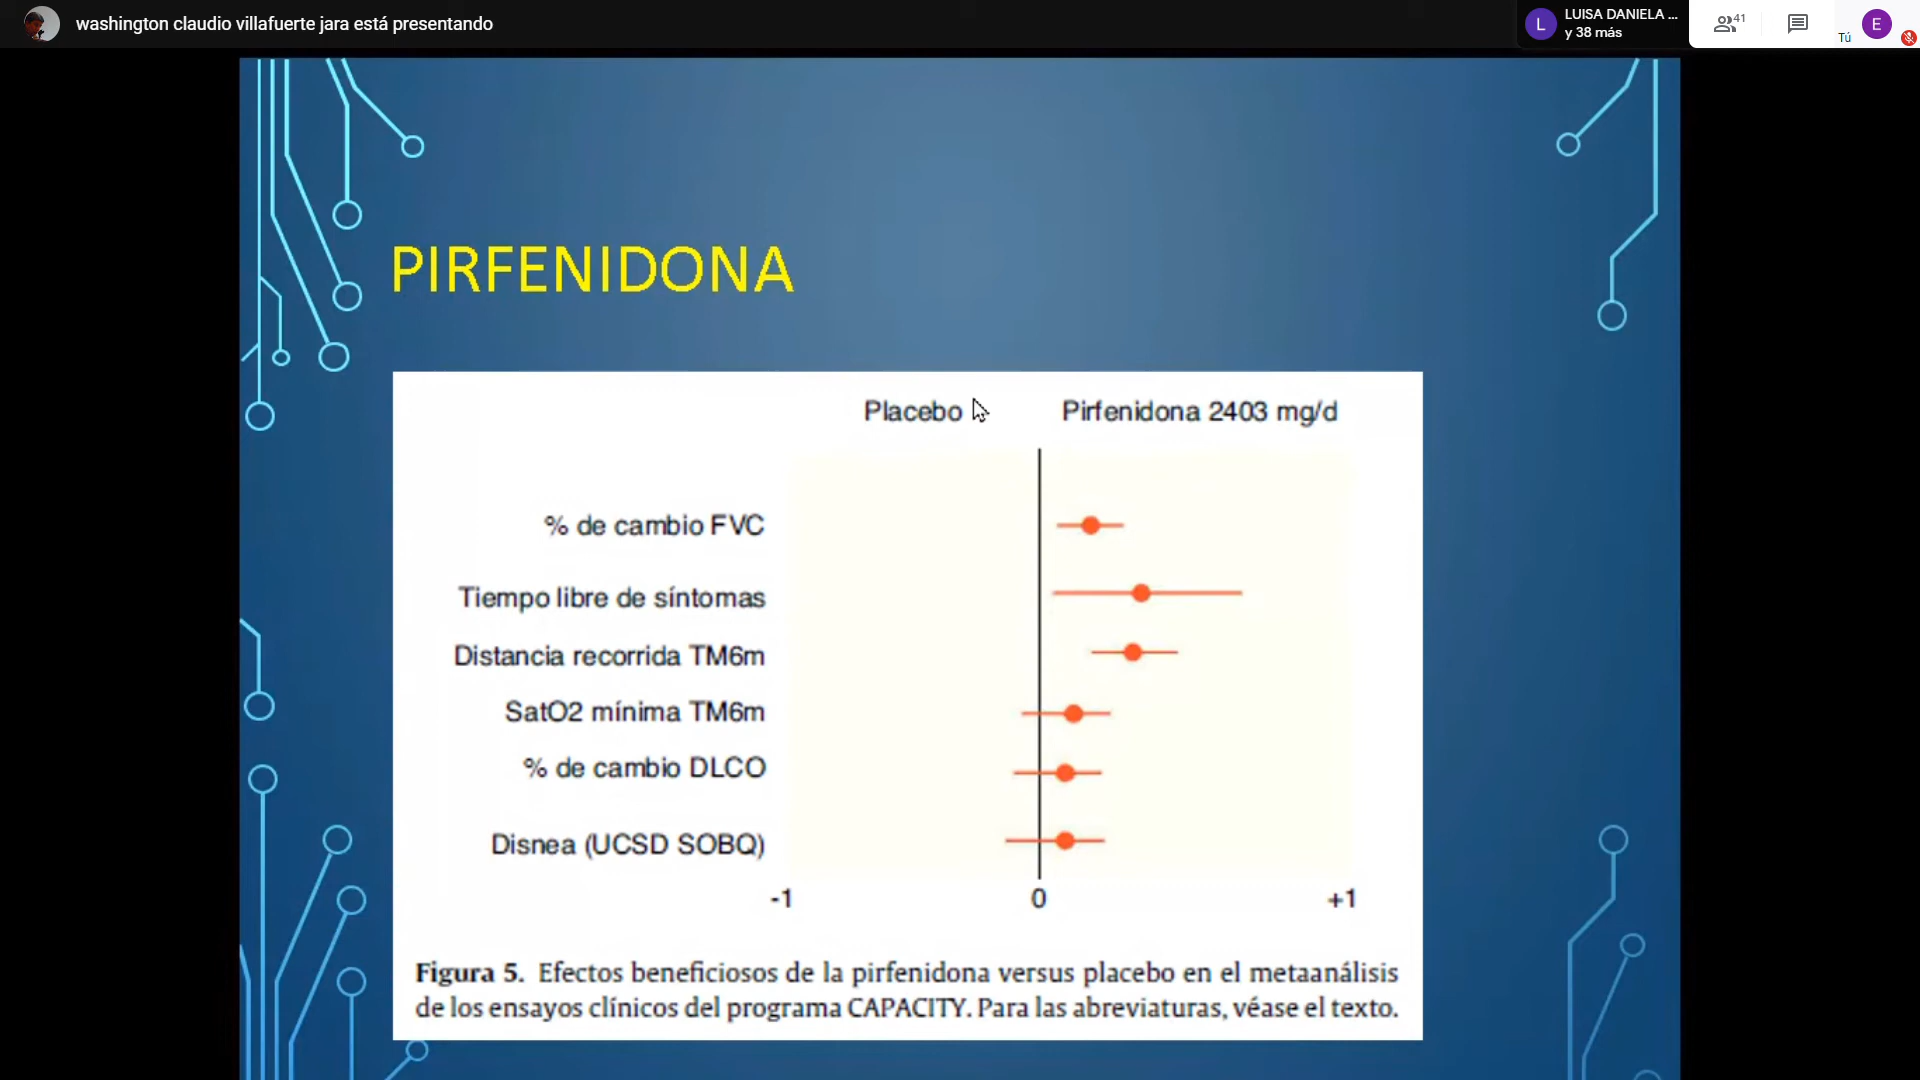 washington claudio villafuerte jara está presentando
L
LUISA DANIELA ...
y 38 más
41
Tú
E
PIRFENIDONA
Placebo
Pirfenidona 2403 mg/d
% de cambio FVC
Tiempo libre de síntomas
Distancia recorrida TM6m
SatO2 mínima TM6m
% de cambio DLCO
Disnea (UCSD SOBQ)
-1
0
+1
Figura 5. Efectos beneficiosos de la pirfenidona versus placebo en el metaanálisis
de los ensayos clínicos del programa CAPACITY. Para las abreviaturas, véase el texto.